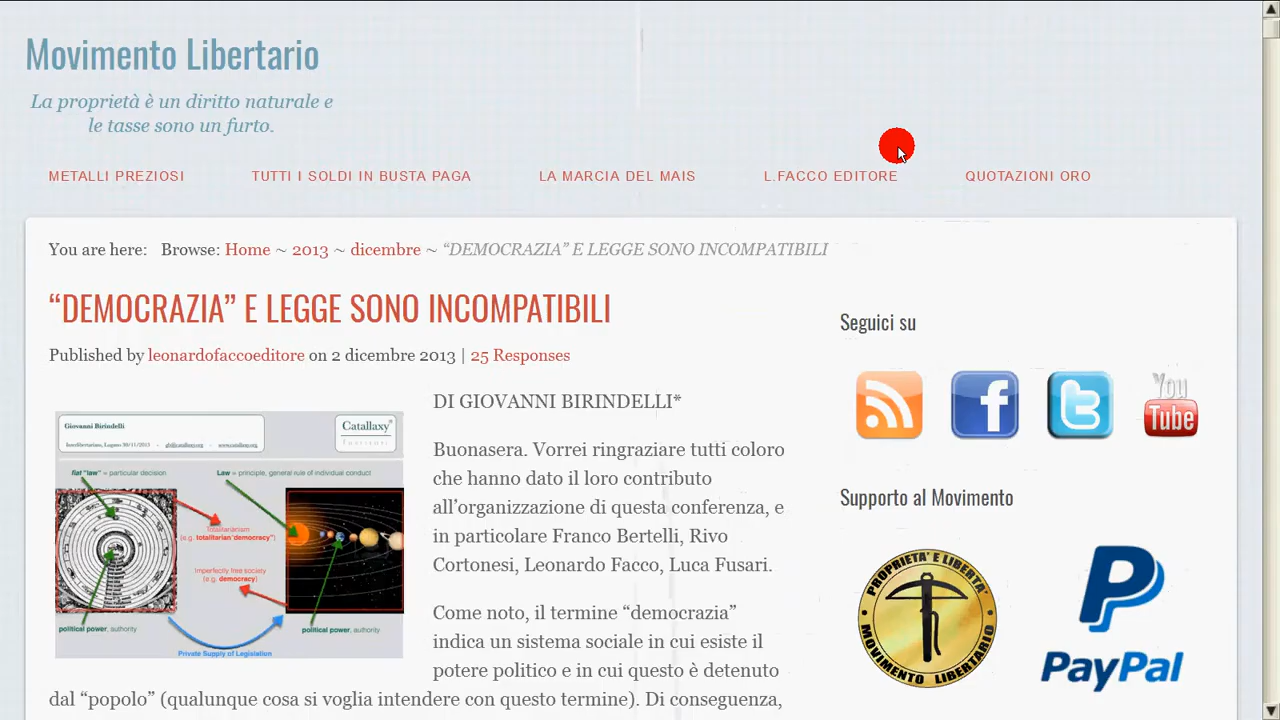 Movimento Libertario
La proprietà è un diritto naturale e
le tasse sono un furto.
METALLI PREZIOSI TUTTI I SOLDI IN BUSTA PAGA LA MARCIA DEL MAIS L.FACCO EDITORE QUOTAZIONI ORO
You are here: Browse: Home ~ 2013 ~ dicembre ~ “DEMOCRAZIA” E LEGGE SONO INCOMPATIBILI
“DEMOCRAZIA” E LEGGE SONO INCOMPATIBILI
Published by leonardofaccoeditore on 2 dicembre 2013 | 25 Responses
Giovanni Birindelli
Interlibertarians, Lugano 30/11/2013
Catallaxy
fiat “law” = particular decision
Law = principle, general rule of individual conduct
Totalitarianism
(e.g. totalitarian “democracy”)
Imperfectly free society
(e.g. democracy)
political power, authority
political power, authority
Private Supply of Legislation
DI GIOVANNI BIRINDELLI*
Buonasera. Vorrei ringraziare tutti coloro
che hanno dato il loro contributo
all’organizzazione di questa conferenza, e
in particolare Franco Bertelli, Rivo
Cortonesi, Leonardo Facco, Luca Fusari.
Come noto, il termine “democrazia”
indica un sistema sociale in cui esiste il
potere politico e in cui questo è detenuto
dal “popolo” (qualunque cosa si voglia intendere con questo termine). Di conseguenza,
Seguici su
You
Tube
Supporto al Movimento
PROPRIETA' E LIBERTA'
MOVIMENTO LIBERTARIO
PayPal